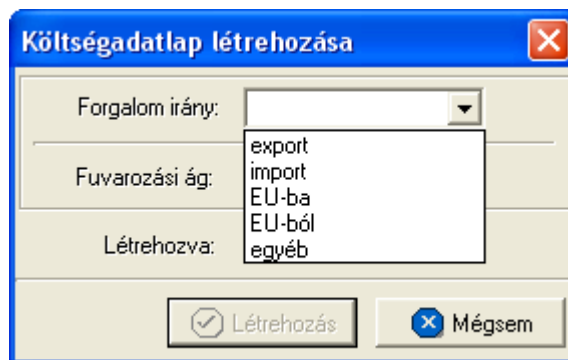 Költségadatlap létrehozása
Forgalom irány:
export
import
EU-ba
EU-ból
egyéb
Fuvarozási ág:
Létrehozva:
Létrehozás
Mégsem